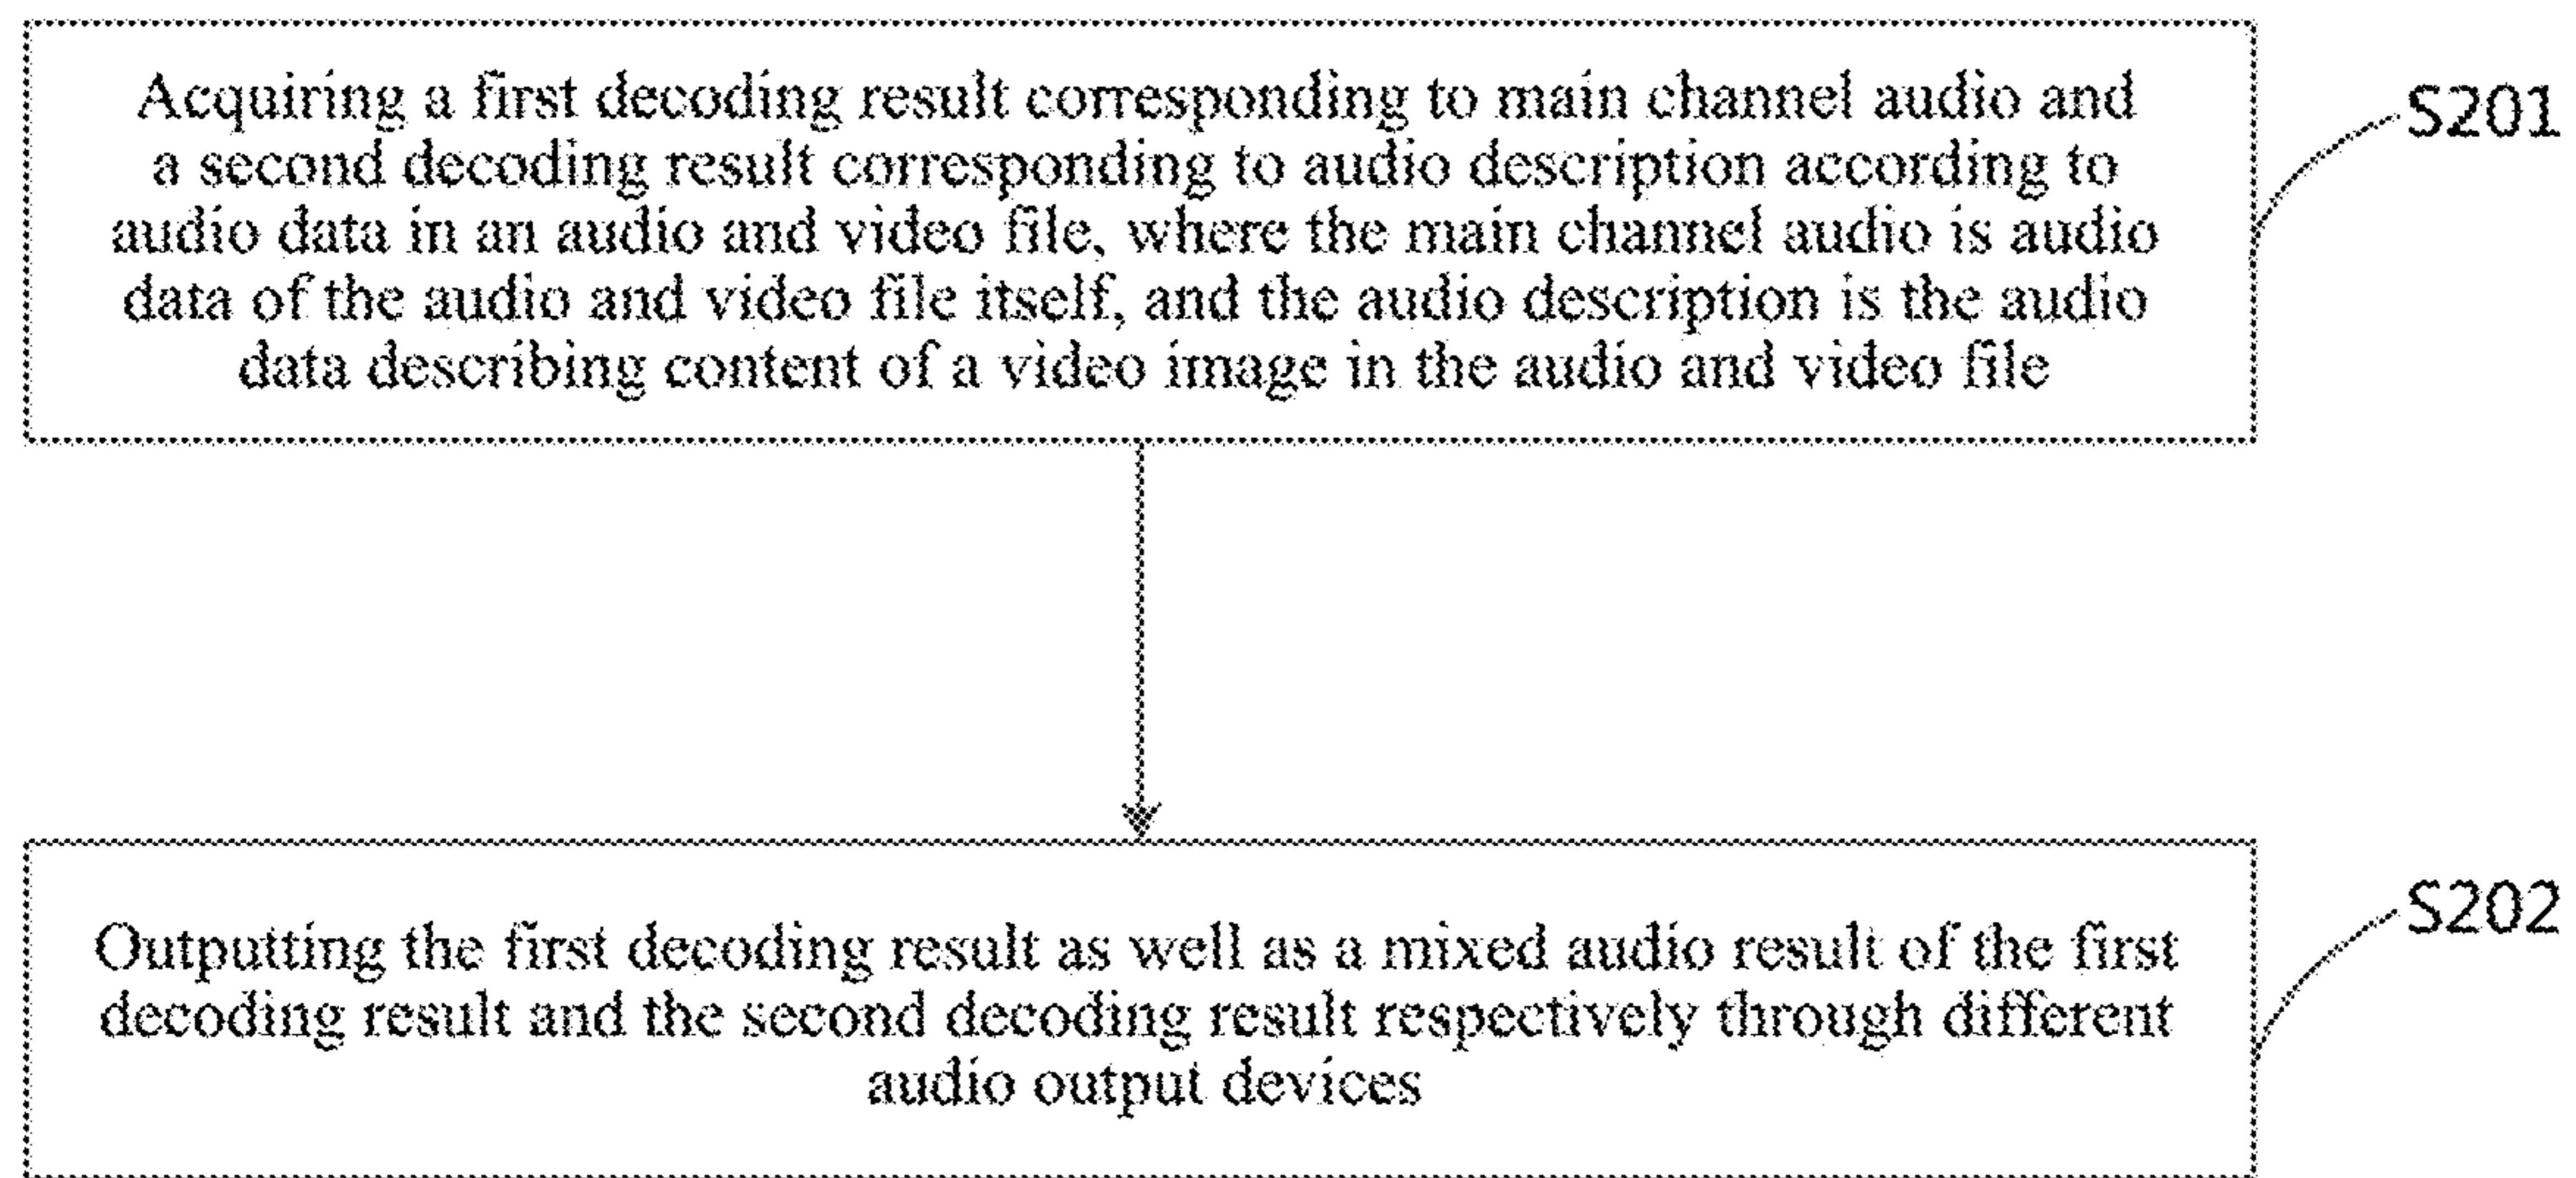 Acquiring a first decoding result corresponding to main channel audio and
a second decoding result corresponding to audio description according to
audio data in an audio and video file, where the main channel audio is audio
data of the audio and video file itself, and the audio description is the audio
data describing content of a video image in the audio and video file
S201
Outputting the first decoding result as well as a mixed audio result of the first
decoding result and the second decoding result respectively through different
audio output devices
S202